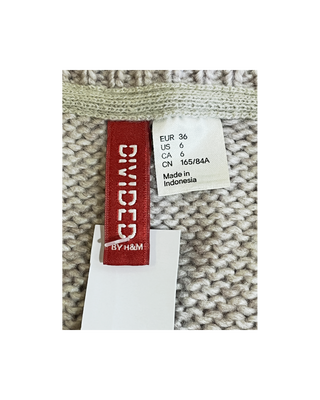 DIVIDED
BY H&M
EUR 36
US 6
CA 6
CN 165/84A
Made in
Indonesia